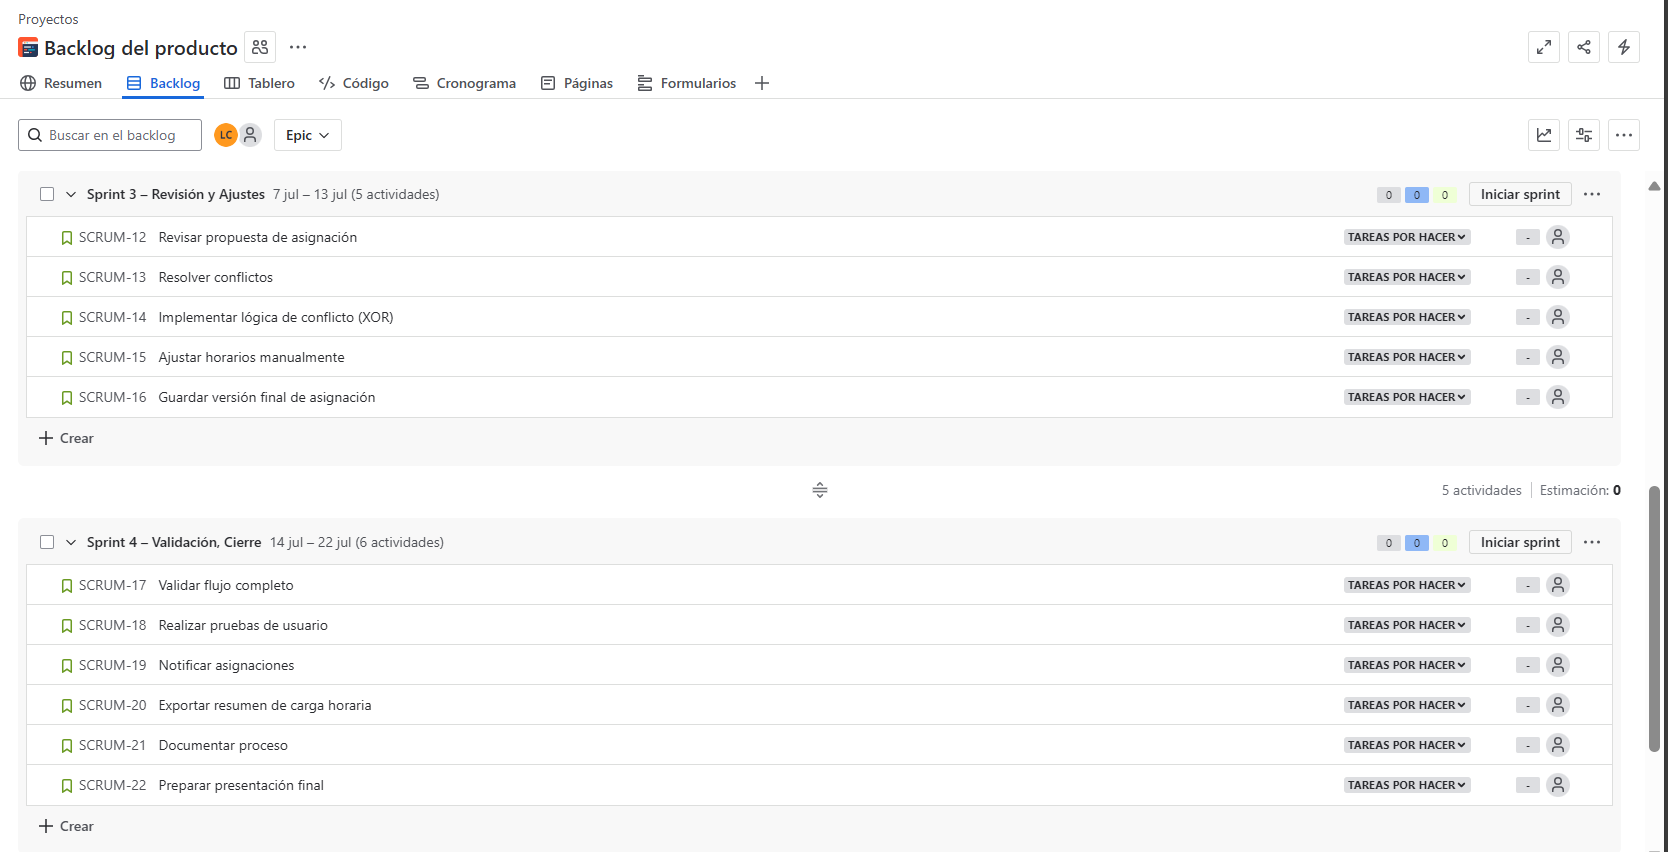 Proyectos
Backlog del producto
Resumen Backlog Tablero Código Cronograma Páginas Formularios
Buscar en el backlog LC Epic
Sprint 3 – Revisión y Ajustes 7 jul – 13 jul (5 actividades) 0 0 0 Iniciar sprint
SCRUM-12 Revisar propuesta de asignación TAREAS POR HACER -
SCRUM-13 Resolver conflictos TAREAS POR HACER -
SCRUM-14 Implementar lógica de conflicto (XOR) TAREAS POR HACER -
SCRUM-15 Ajustar horarios manualmente TAREAS POR HACER -
SCRUM-16 Guardar versión final de asignación TAREAS POR HACER -
Crear
5 actividades Estimación: 0
Sprint 4 – Validación, Cierre 14 jul – 22 jul (6 actividades) 0 0 0 Iniciar sprint
SCRUM-17 Validar flujo completo TAREAS POR HACER -
SCRUM-18 Realizar pruebas de usuario TAREAS POR HACER -
SCRUM-19 Notificar asignaciones TAREAS POR HACER -
SCRUM-20 Exportar resumen de carga horaria TAREAS POR HACER -
SCRUM-21 Documentar proceso TAREAS POR HACER -
SCRUM-22 Preparar presentación final TAREAS POR HACER -
Crear